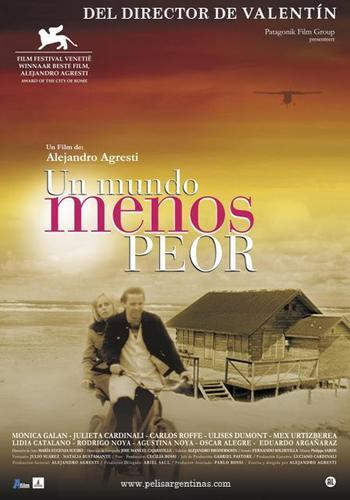 DEL DIRECTOR DE VALENTÍN
Patagonik Film Group
presenteert
FILM FESTIVAL VENETIË
WINNAAR BESTE FILM,
ALEJANDRO AGRESTI
AWARD OF THE CITY OF ROME
Un Film de:
Alejandro Agresti
Un mundo
menos
PEOR
MONICA GALAN - JULIETA CARDINALI - CARLOS ROFFE - ULISES DUMONT - MEX URTIZBEREA
LIDIA CATALANO - RODRIGO NOYA - AGUSTINA NOYA - OSCAR ALEGRE - EDUARDO ARGAÑARAZ
www.pelisargentinas.com
AL